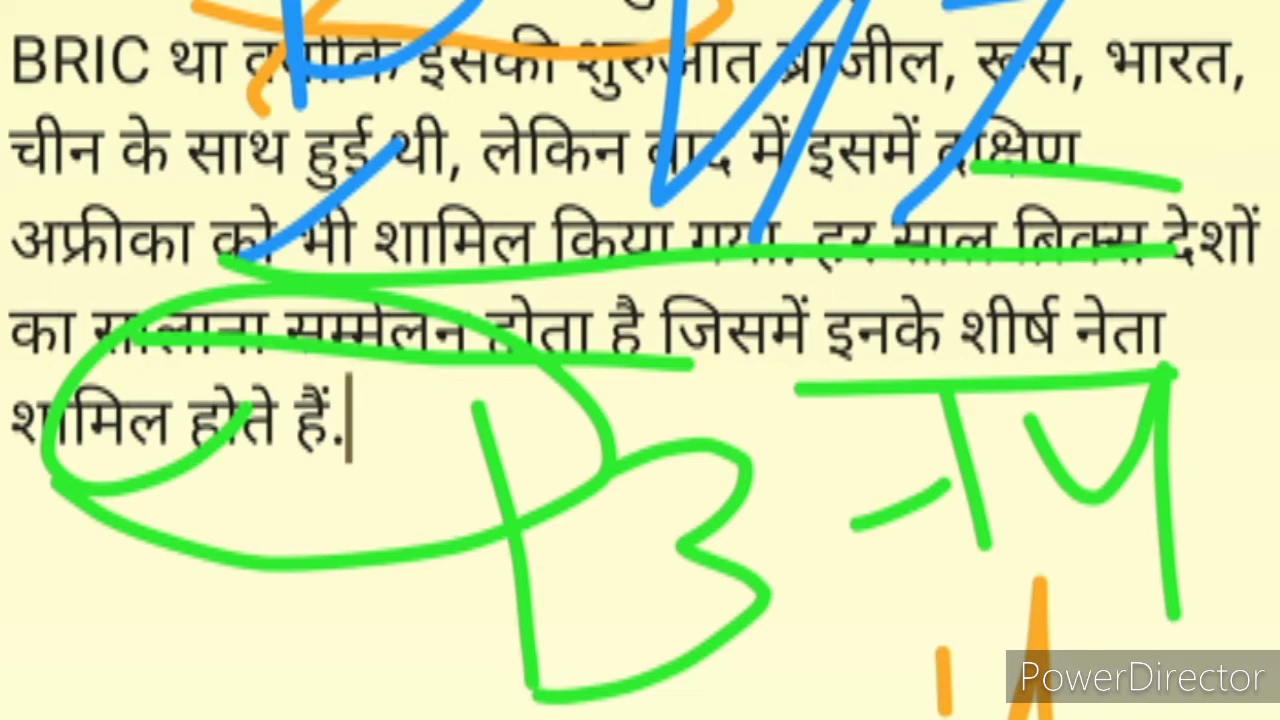 BRIC था क्योंकि इसकी शुरुआत ब्राजील, रूस, भारत,
चीन के साथ हुई थी, लेकिन बाद में इसमें दक्षिण
अफ्रीका को भी शामिल किया गया. हर साल ब्रिक्स देशों
का सालाना सम्मेलन होता है जिसमें इनके शीर्ष नेता
शामिल होते हैं.
B
PowerDirector